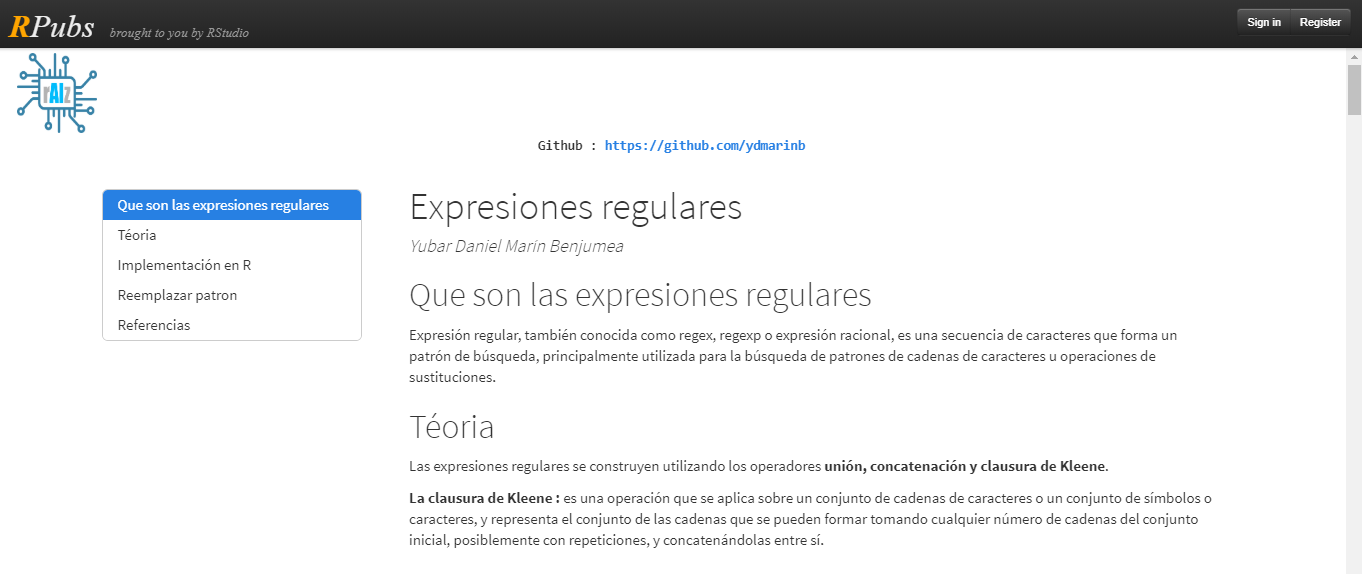 RPubs brought to you by RStudio
Sign in Register
rAIz
Github : https://github.com/ydmarinb
Que son las expresiones regulares
Téoria
Implementación en R
Reemplazar patron
Referencias
Expresiones regulares
Yubar Daniel Marin Benjumea
Que son las expresiones regulares
Expresión regular, también conocida como regex, regexp o expresión racional, es una secuencia de caracteres que forma un
patrón de búsqueda, principalmente utilizada para la búsqueda de patrones de cadenas de caracteres u operaciones de
sustituciones.
Téoria
Las expresiones regulares se construyen utilizando los operadores unión, concatenación y clausura de Kleene.
La clausura de Kleene : es una operación que se aplica sobre un conjunto de cadenas de caracteres o un conjunto de símbolos o
caracteres, y representa el conjunto de las cadenas que se pueden formar tomando cualquier número de cadenas del conjunto
inicial, posiblemente con repeticiones, y concatenándolas entre sí.